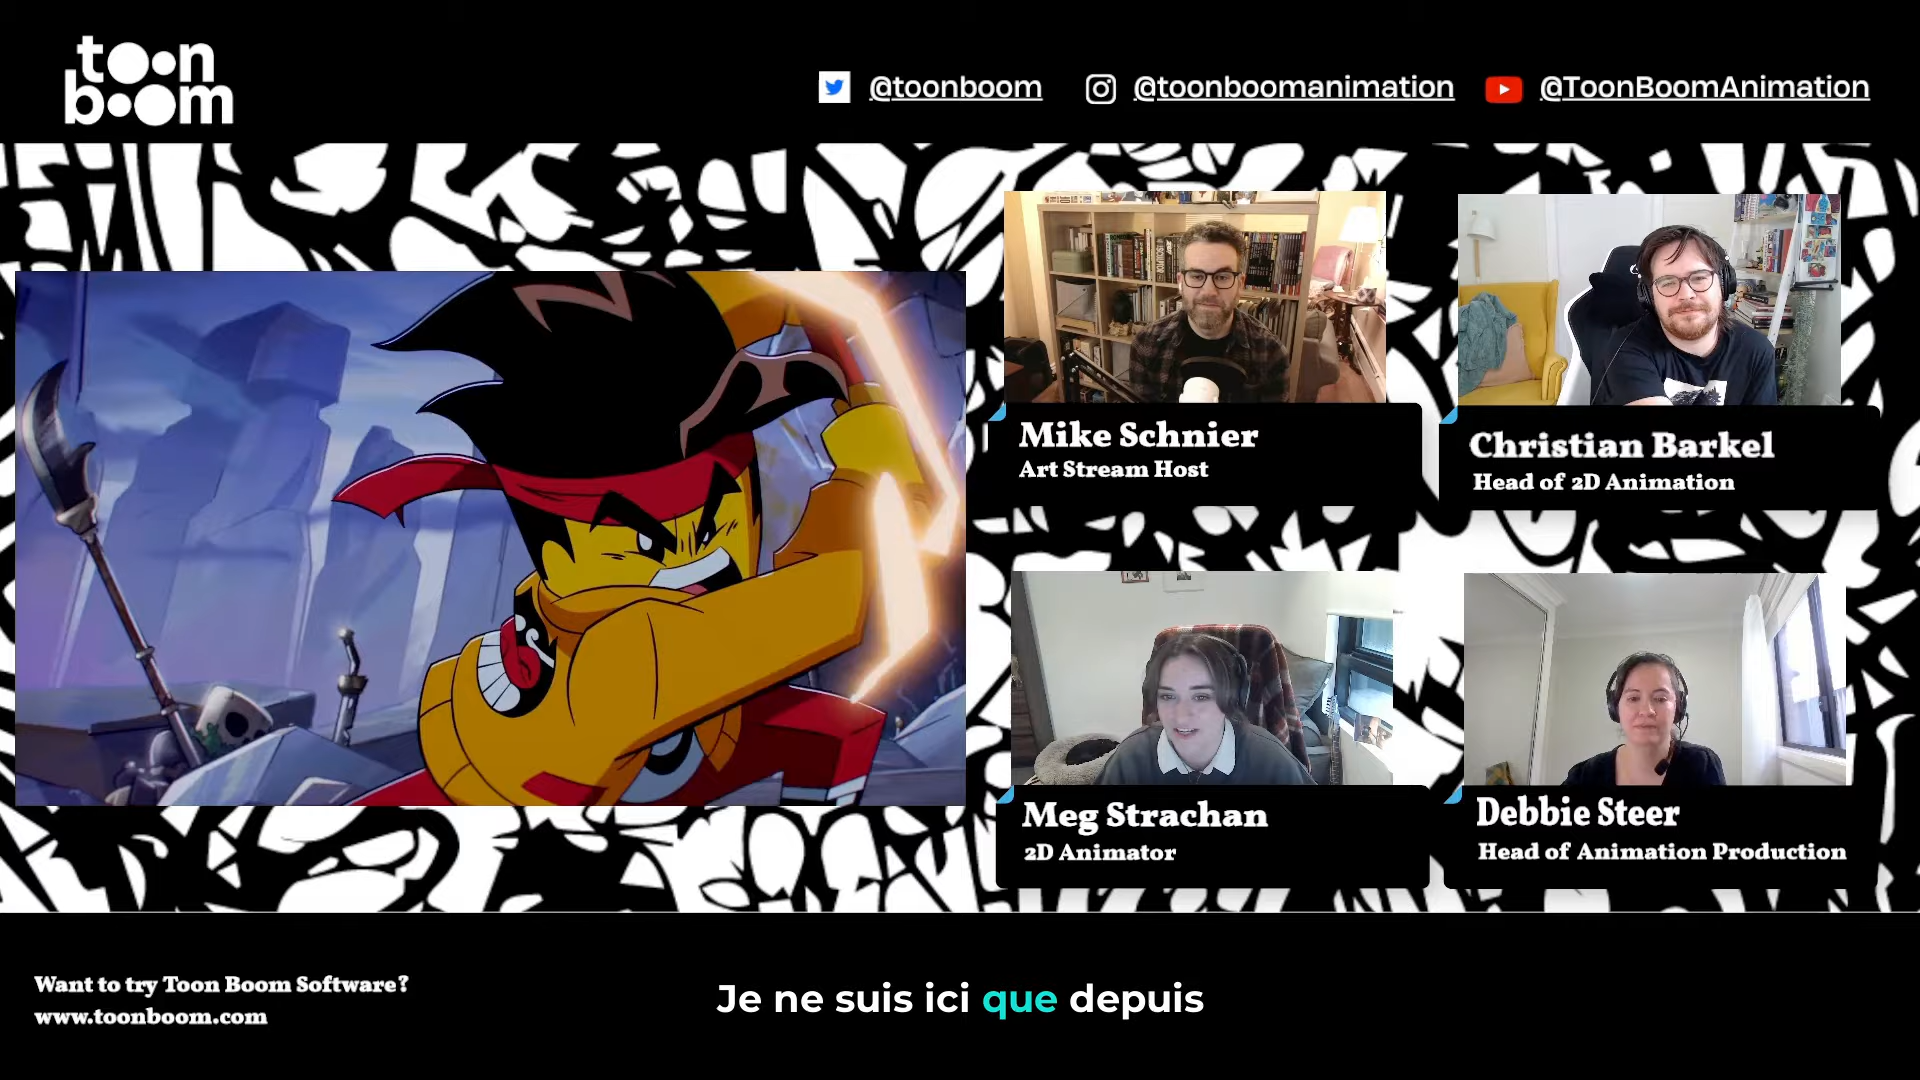 toon
boom
@toonboom
@toonboomanimation
@ToonBoomAnimation
Mike Schnier
Art Stream Host
Christian Barkel
Head of 2D Animation
Meg Strachan
2D Animator
Debbie Steer
Head of Animation Production
Want to try Toon Boom Software?
www.toonboom.com
Je ne suis ici que depuis